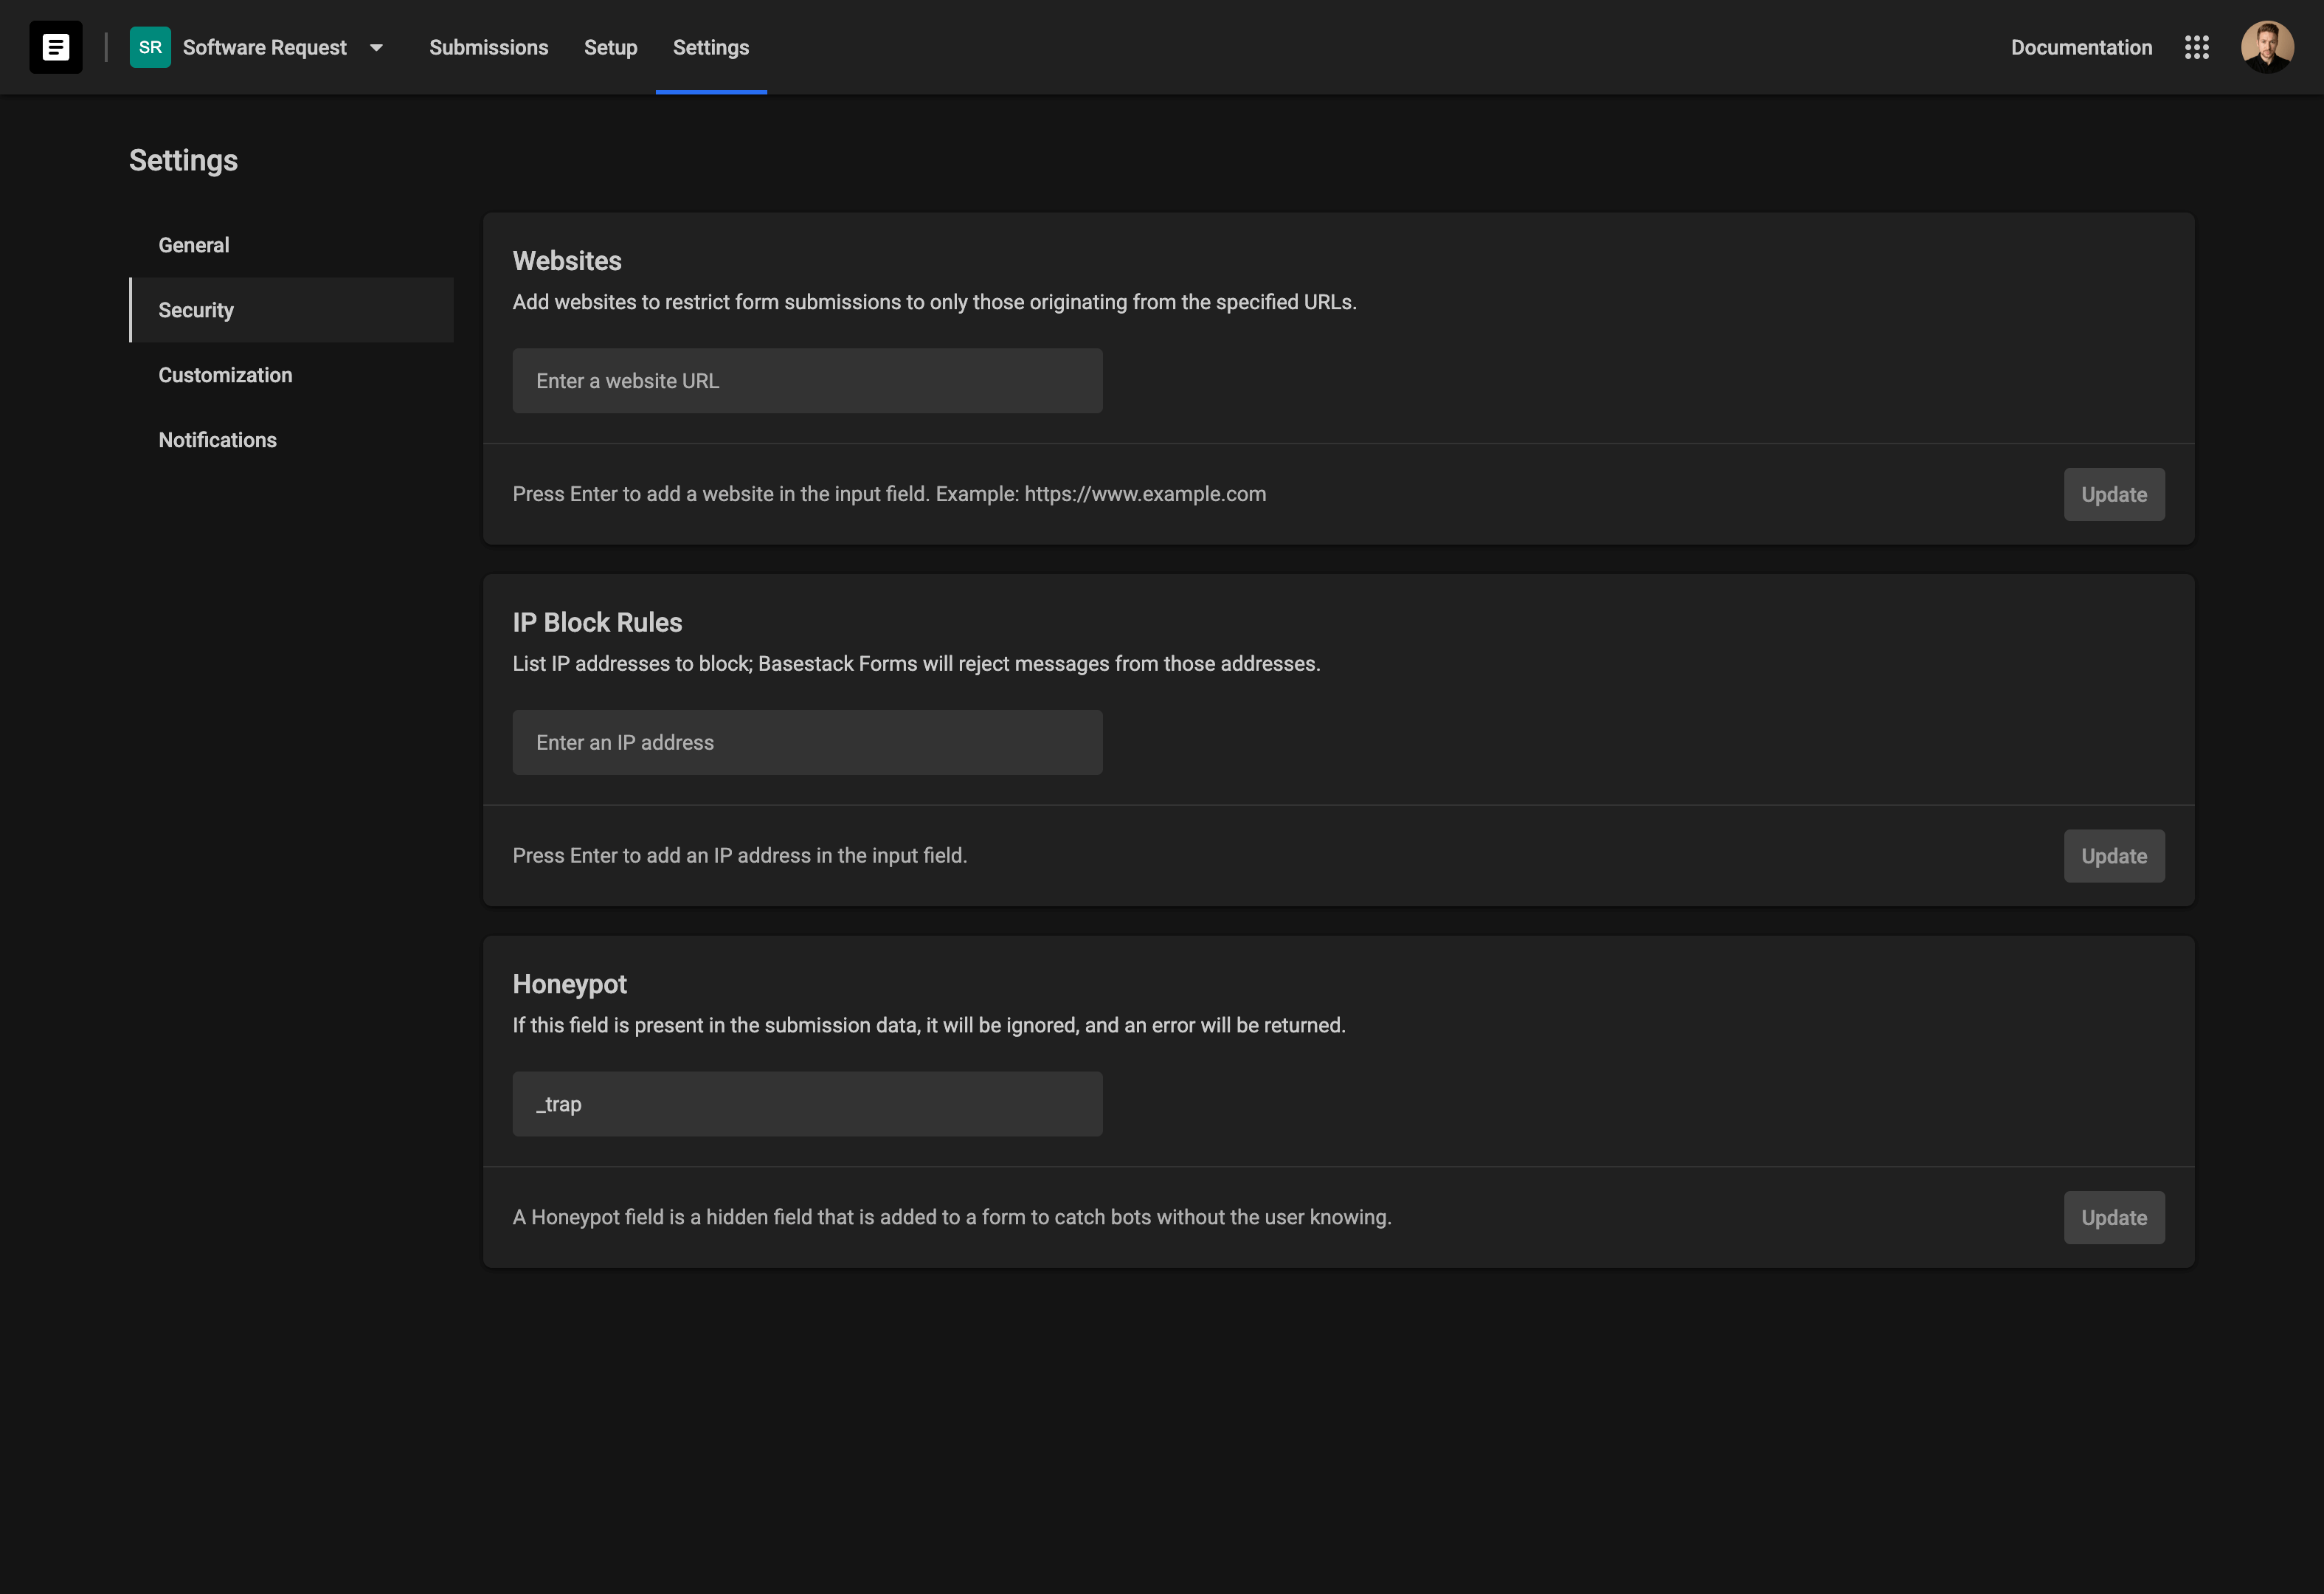 SR Software Request Submissions Setup Settings Documentation
Settings
General
Security
Customization
Notifications
Websites
Add websites to restrict form submissions to only those originating from the specified URLs.
Enter a website URL
Press Enter to add a website in the input field. Example: https://www.example.com
Update
IP Block Rules
List IP addresses to block; Basestack Forms will reject messages from those addresses.
Enter an IP address
Press Enter to add an IP address in the input field.
Update
Honeypot
If this field is present in the submission data, it will be ignored, and an error will be returned.
_trap
A Honeypot field is a hidden field that is added to a form to catch bots without the user knowing.
Update